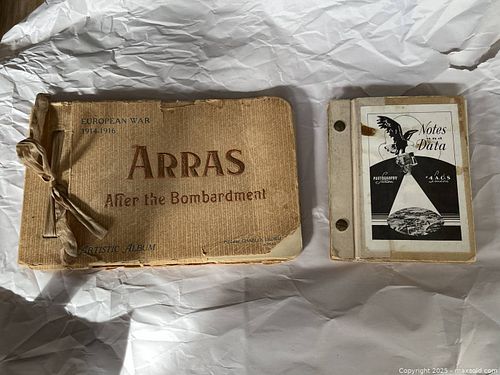 EUROPEAN WAR
1914-1916
ARRAS
After the Bombardment
ARTISTIC ALBUM
Notes
and
Data
PHOTOGRAPHY
Copyright 2025 - maxsold.com